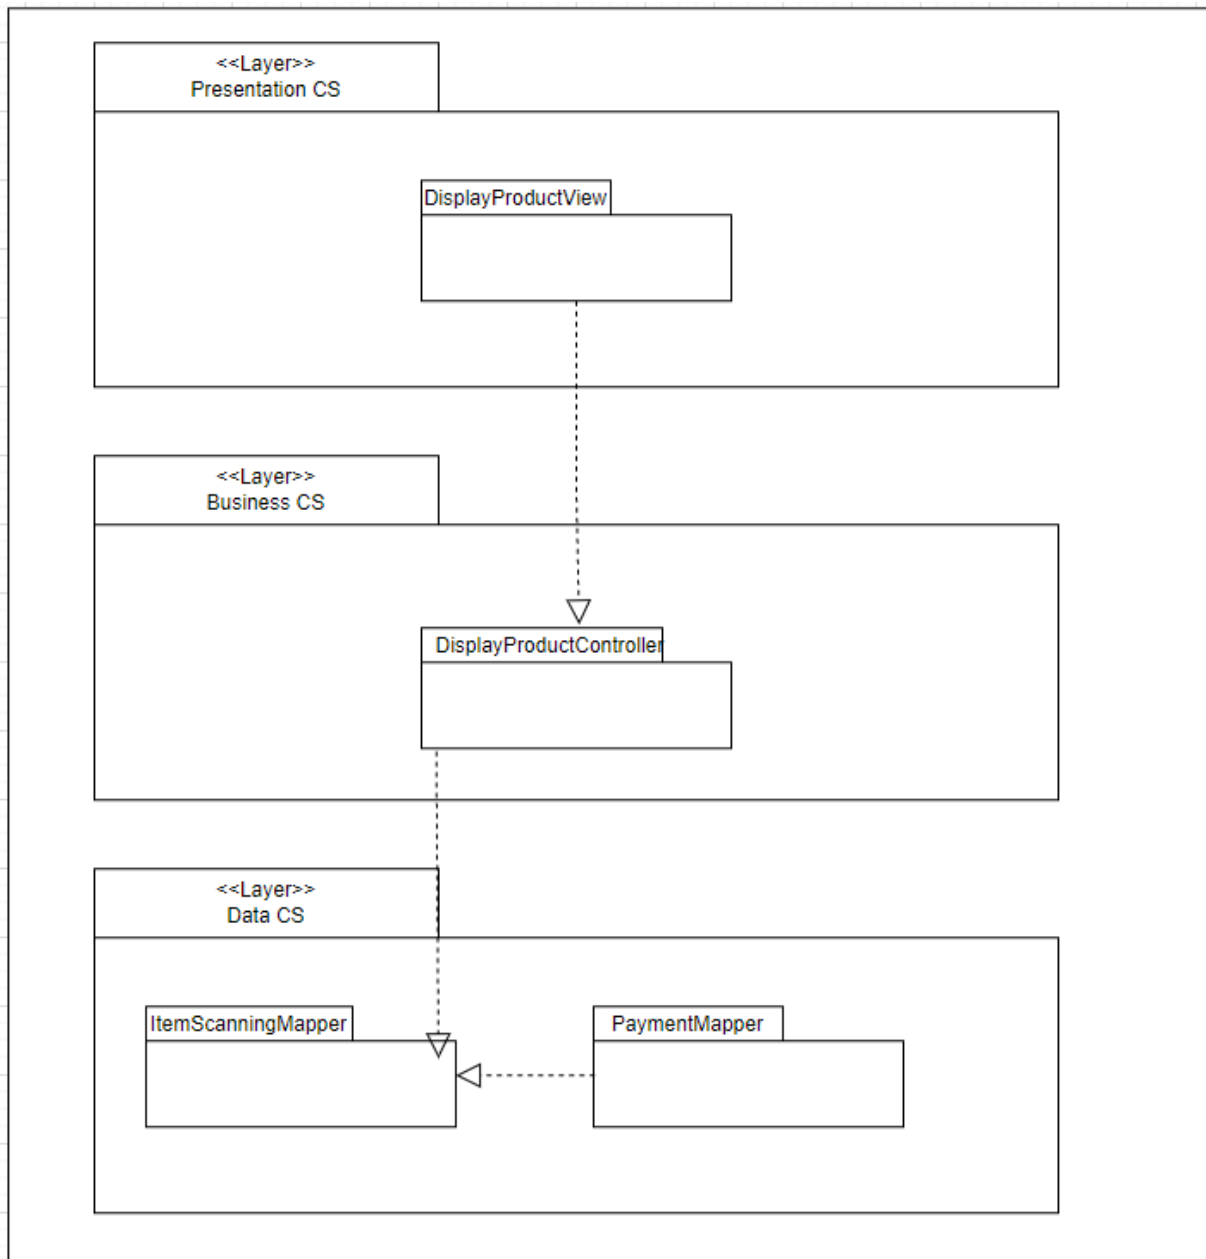 <<Layer>>
Presentation CS
DisplayProductView
<<Layer>>
Business CS
DisplayProductController
<<Layer>>
Data CS
ItemScanningMapper
PaymentMapper